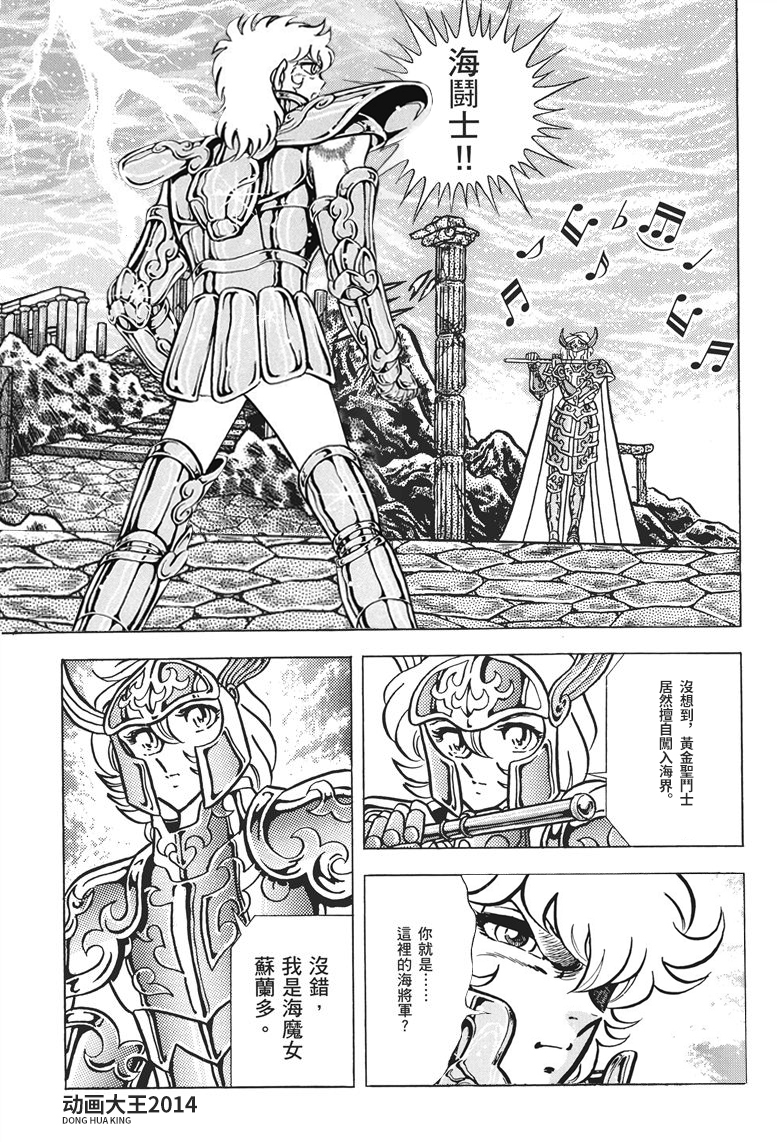 海鬪士!!
沒想到，黃金聖鬥士
居然擅自闖入海界。
你就是……
這裡的海將軍？
沒錯，
我是海魔女
蘇蘭多。
动画大王2014
DONG HUA KING